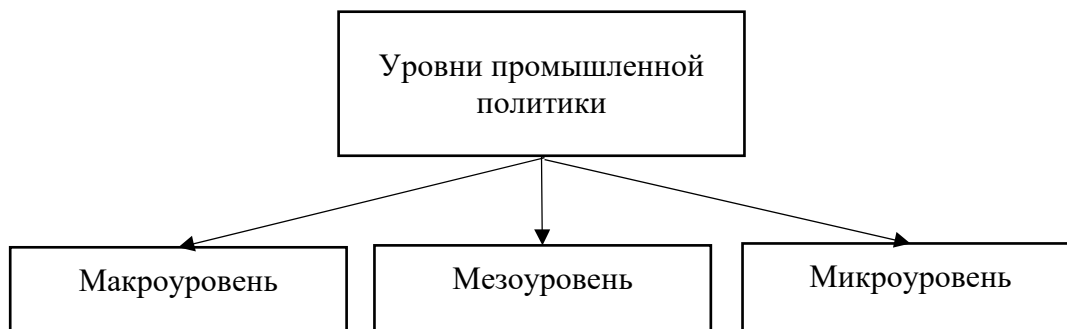 Уровни промышленной
политики
Макроуровень
Мезоуровень
Микроуровень